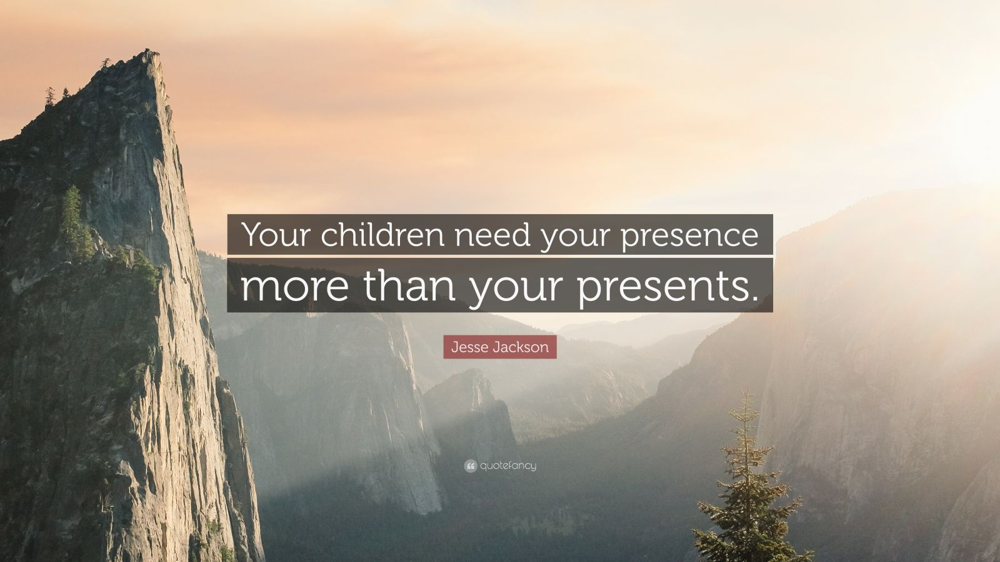 Your children need your presence
more than your presents.
Jesse Jackson
quotefancy